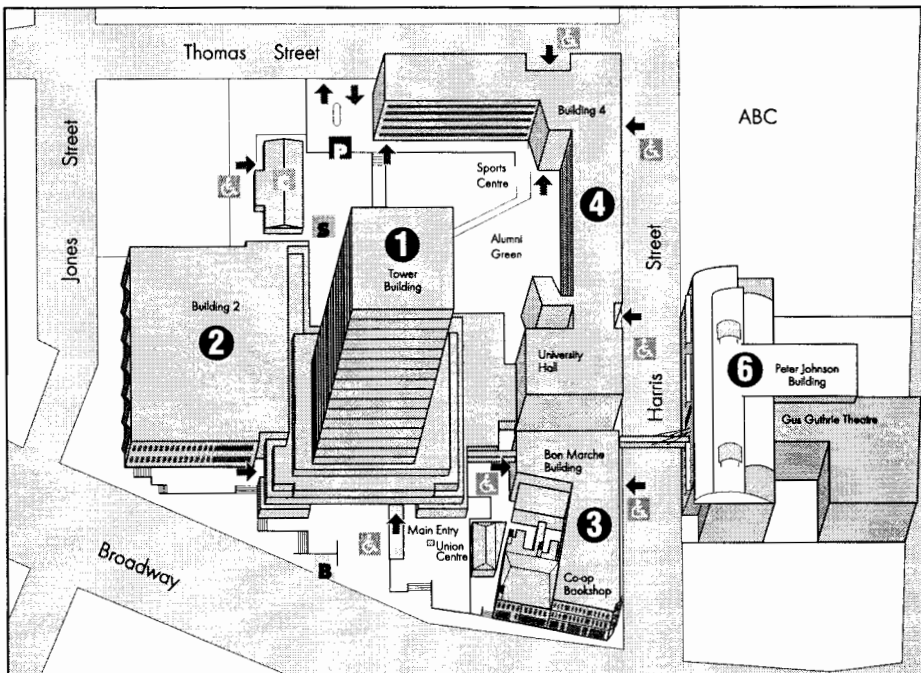 Thomas Street
Building 4
ABC
P
Jones Street
Sports
Centre
4
S
1
Tower
Building
Alumni
Green
Harris Street
Building 2
2
University
Hall
6
Peter Johnson
Building
Gus Guthrie Theatre
Bon Marche
Building
3
Main Entry
Union
Centre
Co-op
Bookshop
B
Broadway